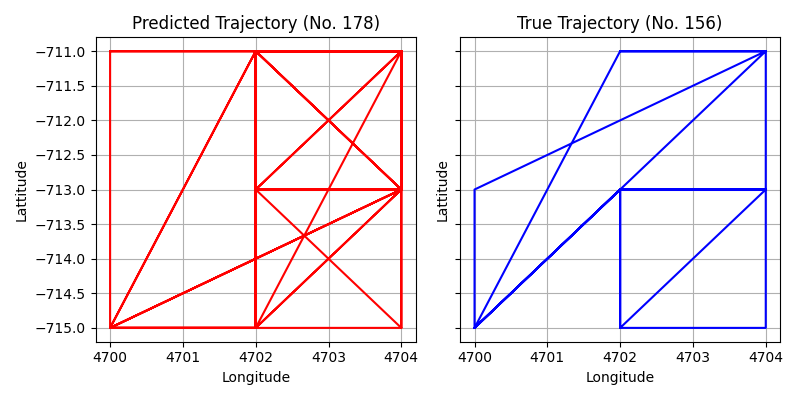 Predicted Trajectory (No. 178)
True Trajectory (No. 156)
−711.0
−711.5
−712.0
−712.5
−713.0
−713.5
−714.0
−714.5
−715.0
Lattitude
Lattitude
4700 4701 4702 4703 4704
4700 4701 4702 4703 4704
Longitude
Longitude